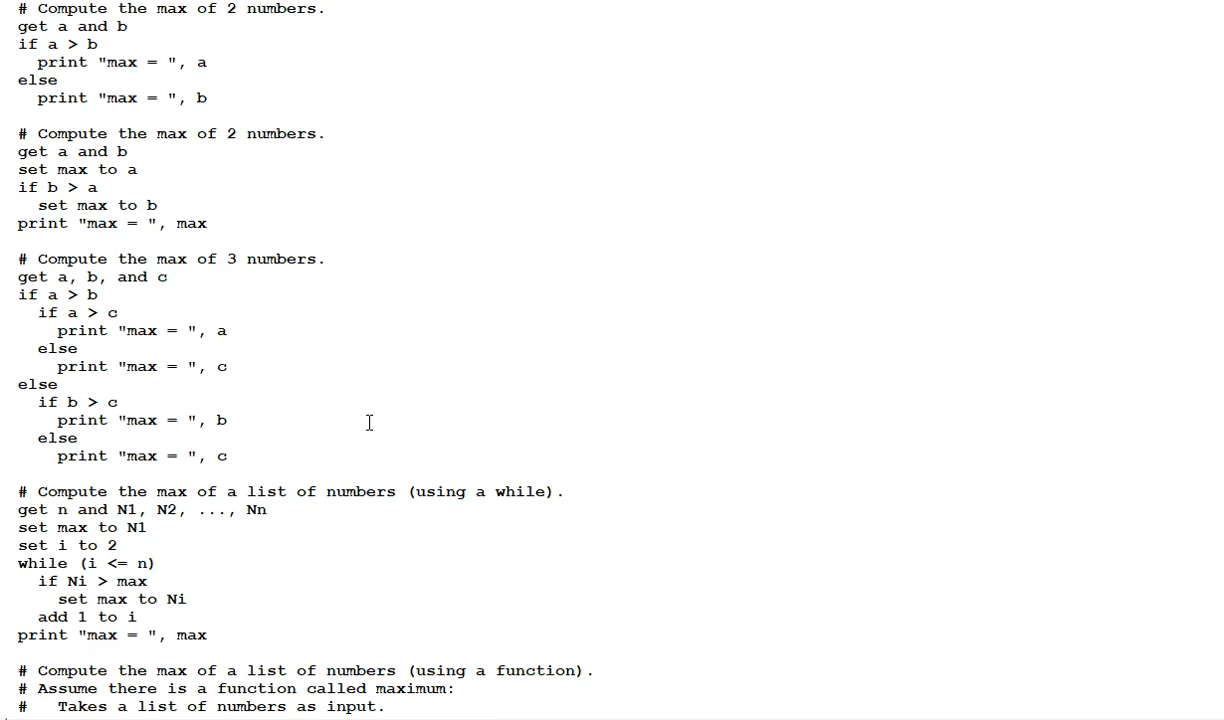 # Compute the max of 2 numbers.
get a and b
if a > b
  print "max = ", a
else
  print "max = ", b

# Compute the max of 2 numbers.
get a and b
set max to a
if b > a
  set max to b
print "max = ", max

# Compute the max of 3 numbers.
get a, b, and c
if a > b
  if a > c
    print "max = ", a
  else
    print "max = ", c
else
  if b > c
    print "max = ", b
  else
    print "max = ", c

# Compute the max of a list of numbers (using a while).
get n and N1, N2, ..., Nn
set max to N1
set i to 2
while (i <= n)
  if Ni > max
    set max to Ni
  add 1 to i
print "max = ", max

# Compute the max of a list of numbers (using a function).
# Assume there is a function called maximum:
#   Takes a list of numbers as input.